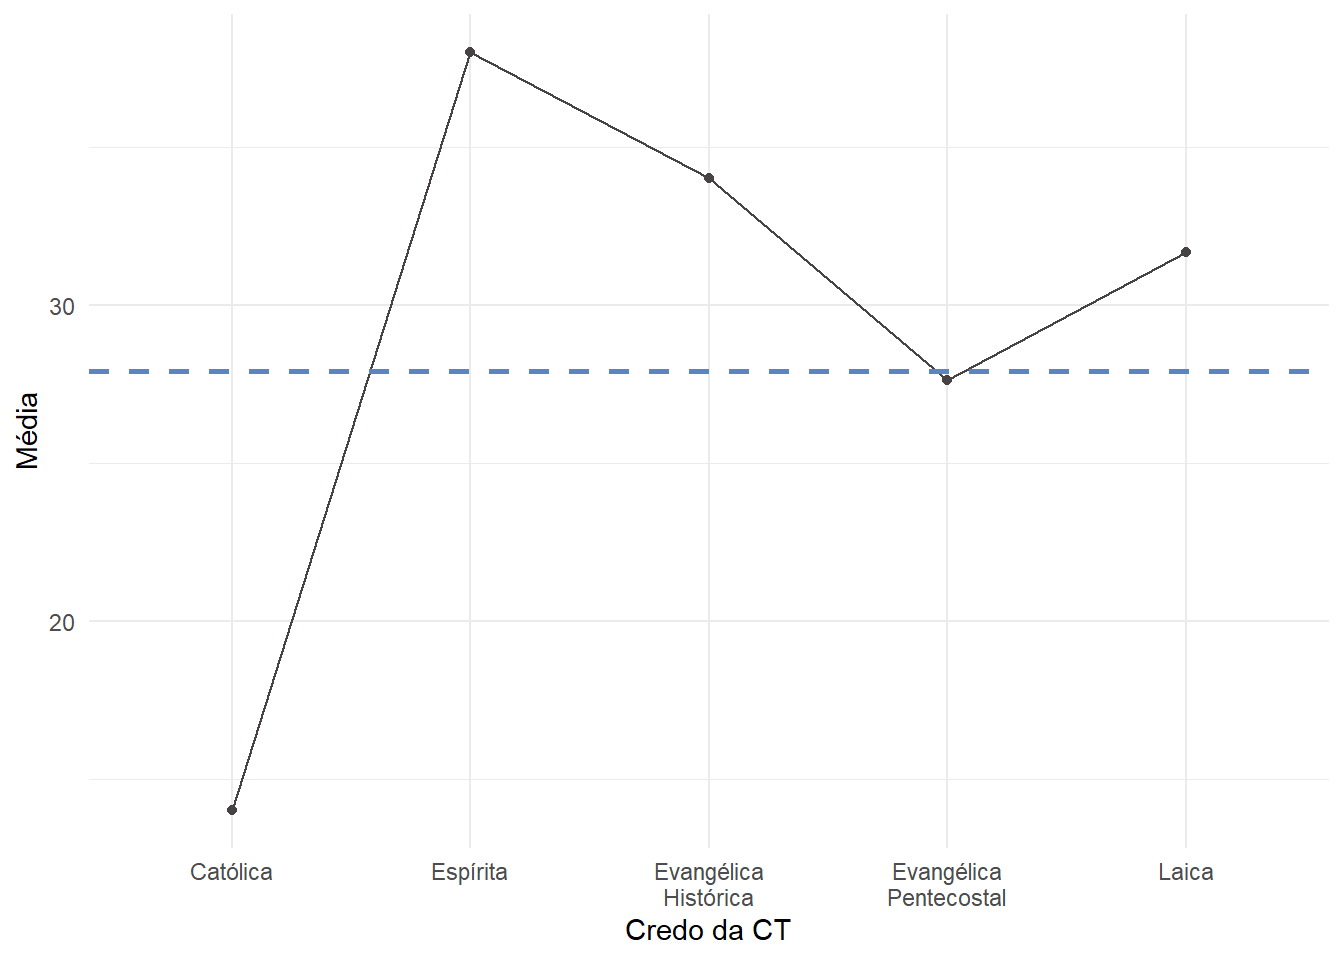 Média
30
20
Católica
Espírita
Evangélica
Histórica
Evangélica
Pentecostal
Laica
Credo da CT